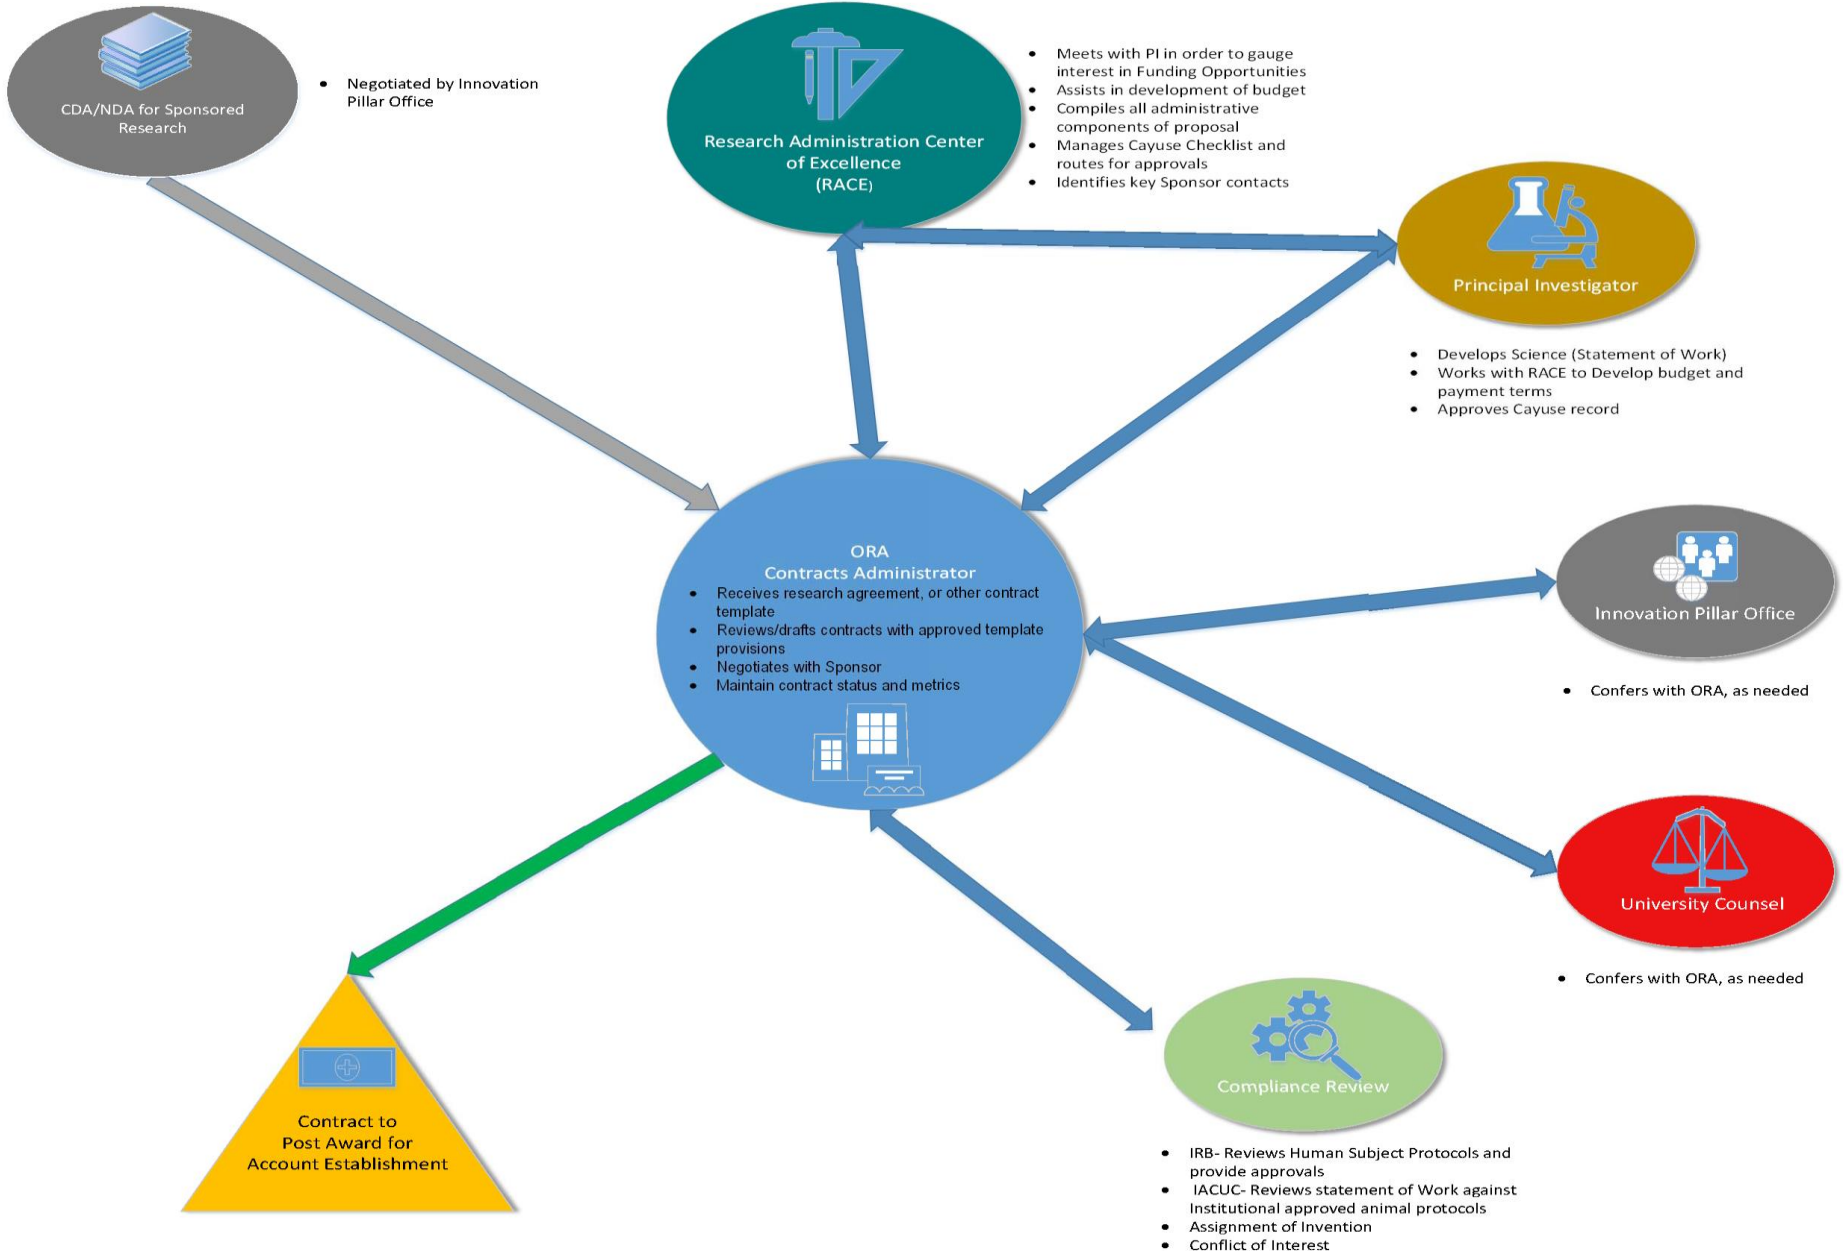 CDA/NDA for Sponsored
Research
• Negotiated by Innovation
Pillar Office
Research Administration Center
of Excellence
(RACE)
• Meets with PI in order to gauge
interest in Funding Opportunities
• Assists in development of budget
• Compiles all administrative
components of proposal
• Manages Cayuse Checklist and
routes for approvals
• Identifies key Sponsor contacts
Principal Investigator
• Develops Science (Statement of Work)
• Works with RACE to Develop budget and
payment terms
• Approves Cayuse record
ORA
Contracts Administrator
• Receives research agreement, or other contract
template
• Reviews/drafts contracts with approved template
provisions
• Negotiates with Sponsor
• Maintain contract status and metrics
Innovation Pillar Office
• Confers with ORA, as needed
University Counsel
• Confers with ORA, as needed
Compliance Review
• IRB- Reviews Human Subject Protocols and
provide approvals
• IACUC- Reviews statement of Work against
Institutional approved animal protocols
• Assignment of Invention
• Conflict of Interest
Contract to
Post Award for
Account Establishment